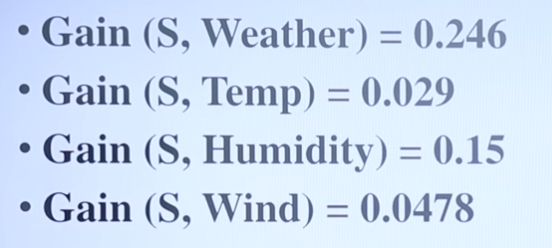 • Gain (S, Weather) = 0.246
• Gain (S, Temp) = 0.029
• Gain (S, Humidity) = 0.15
• Gain (S, Wind) = 0.0478